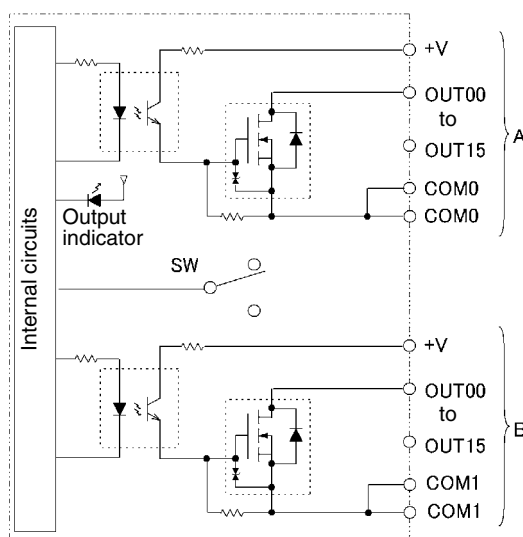 +V
OUT00
to
OUT15
COM0
COM0
A
Output
indicator
Internal circuits
SW
+V
OUT00
to
OUT15
COM1
COM1
B